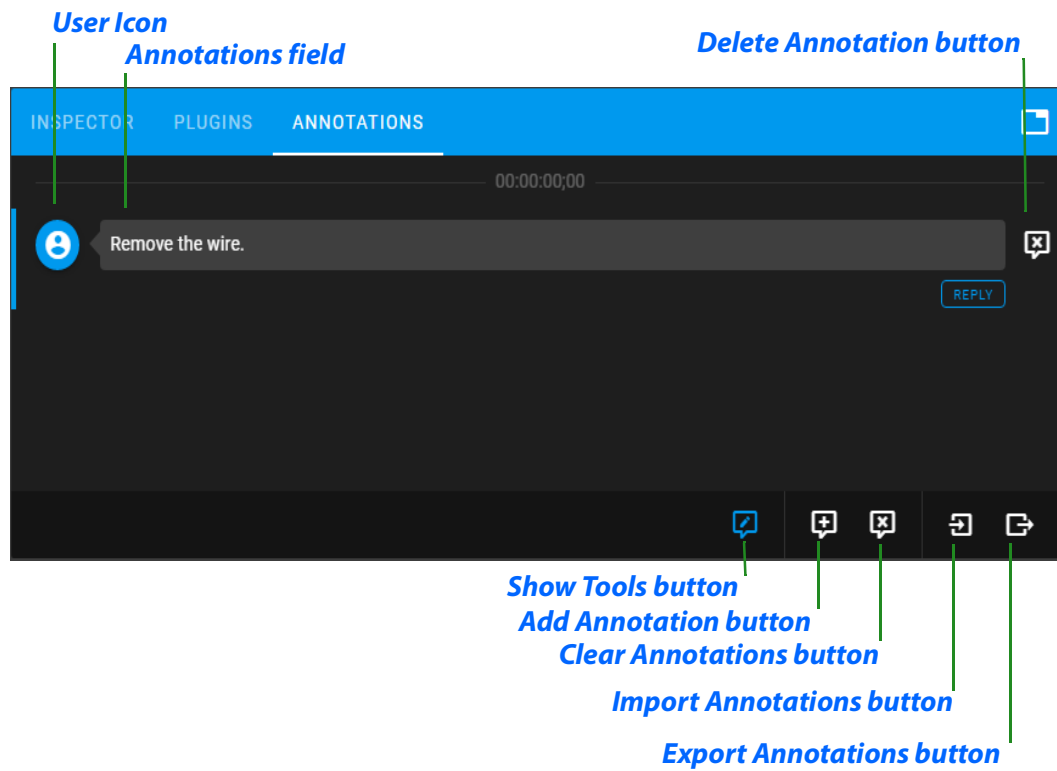 User Icon
Annotations field
Delete Annotation button
INSPECTOR PLUGINS ANNOTATIONS
00:00:00;00
Remove the wire.
REPLY
Show Tools button
Add Annotation button
Clear Annotations button
Import Annotations button
Export Annotations button